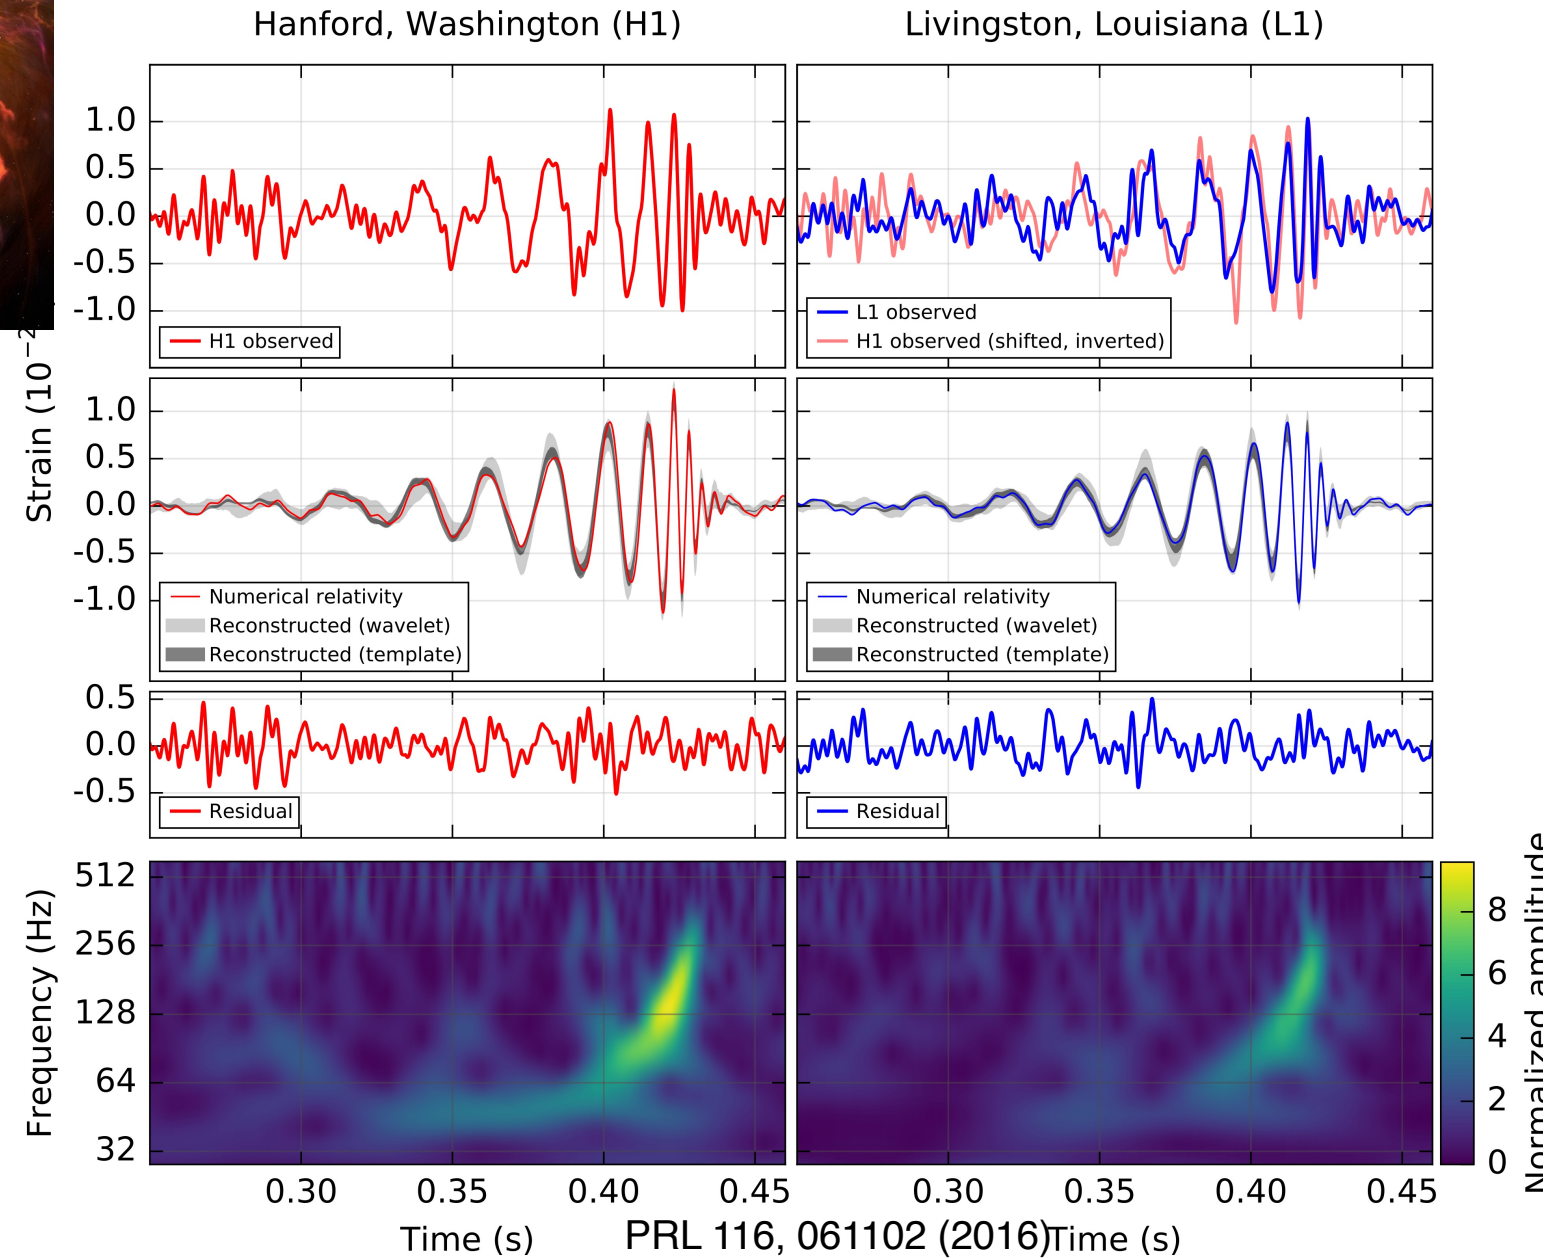 Hanford, Washington (H1)
Livingston, Louisiana (L1)
1.0
0.5
0.0
-0.5
-1.0
H1 observed
L1 observed
H1 observed (shifted, inverted)
Strain (10⁻²
1.0
0.5
0.0
-0.5
-1.0
Numerical relativity
Reconstructed (wavelet)
Reconstructed (template)
Numerical relativity
Reconstructed (wavelet)
Reconstructed (template)
0.5
0.0
-0.5
Residual
Residual
Frequency (Hz)
512
256
128
64
32
Normalized amplitude
8
6
4
2
0
0.30 0.35 0.40 0.45
0.30 0.35 0.40 0.45
Time (s)
PRL 116, 061102 (2016)
Time (s)